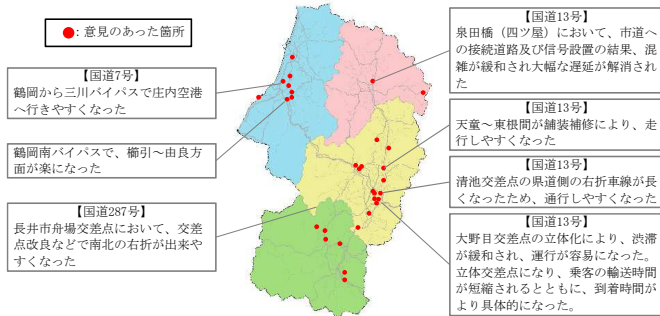 ●: 意見のあった箇所
【国道7号】
鶴岡から三川バイパスで庄内空港
へ行きやすくなった
鶴岡南バイパスで、櫛引～由良方
面が楽になった
【国道287号】
長井市舟場交差点において、交差
点改良などで南北の右折が出来や
すくなった
【国道13号】
泉田橋（四ツ屋）において、市道へ
の接続道路及び信号設置の結果、混
雑が緩和され大幅な遅延が解消され
た
【国道13号】
天童～東根間が舗装補修により、走
行しやすくなった
【国道13号】
清池交差点の県道側の右折車線が長
くなったため、通行しやすくなった
【国道13号】
大野目交差点の立体化により、渋滞
が緩和され、運行が容易になった。
立体交差点になり、乗客の輸送時間
が短縮されるとともに、到着時間が
より具体的になった。